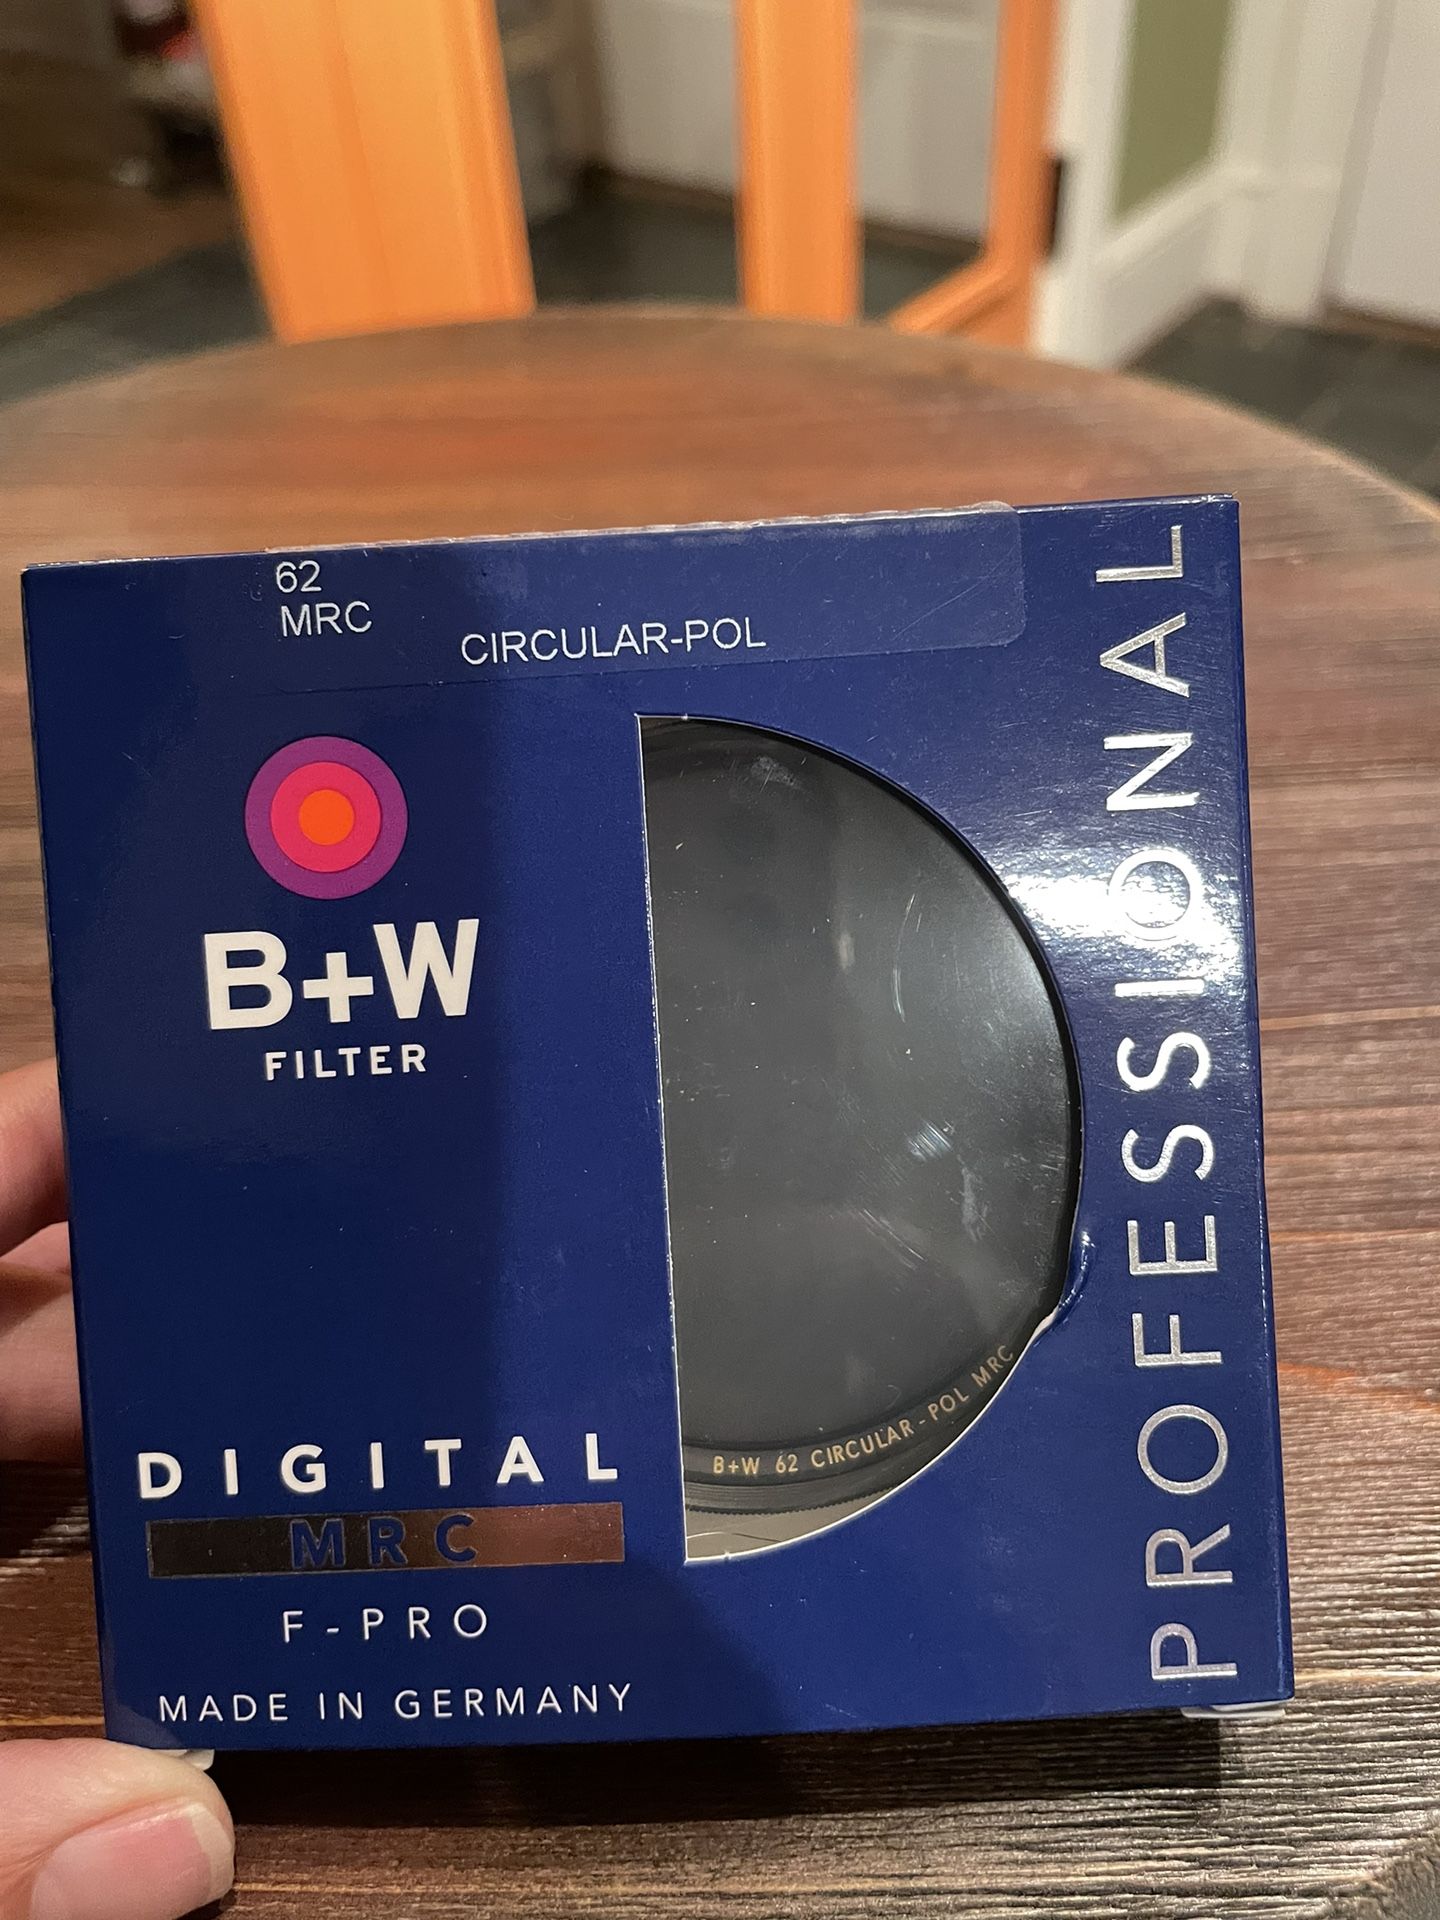 62
MRC
CIRCULAR-POL
B+W
FILTER
PROFESSIONAL
B+W 62 CIRCULAR-POL MRC
DIGITAL
MRC
F-PRO
MADE IN GERMANY